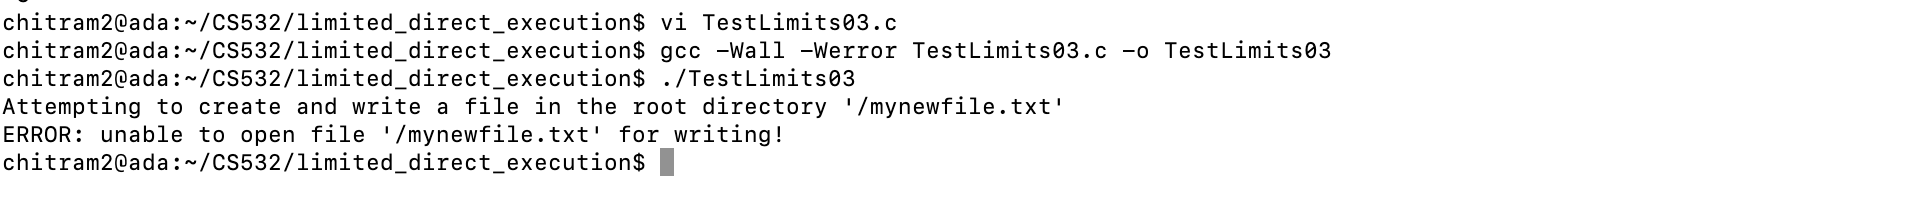 chitram2@ada:~/CS532/limited_direct_execution$ vi TestLimits03.c
chitram2@ada:~/CS532/limited_direct_execution$ gcc -Wall -Werror TestLimits03.c -o TestLimits03
chitram2@ada:~/CS532/limited_direct_execution$ ./TestLimits03
Attempting to create and write a file in the root directory '/mynewfile.txt'
ERROR: unable to open file '/mynewfile.txt' for writing!
chitram2@ada:~/CS532/limited_direct_execution$